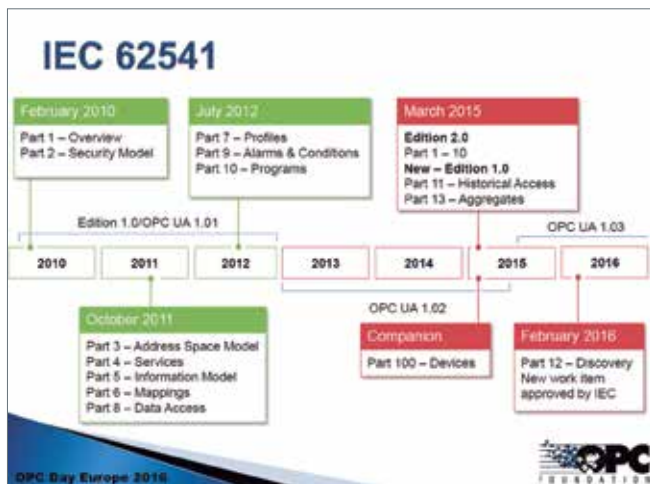 IEC 62541
February 2010
Part 1 – Overview
Part 2 – Security Model
July 2012
Part 7 – Profiles
Part 9 – Alarms & Conditions
Part 10 – Programs
March 2015
Edition 2.0
Part 1 – 10
New – Edition 1.0
Part 11 – Historical Access
Part 13 – Aggregates
Edition 1.0/OPC UA 1.01
OPC UA 1.03
2010
2011
2012
2013
2014
2015
2016
OPC UA 1.02
October 2011
Part 3 – Address Space Model
Part 4 – Services
Part 5 – Information Model
Part 6 – Mappings
Part 8 – Data Access
Companion
Part 100 – Devices
February 2016
Part 12 – Discovery
New work item
approved by IEC
OPC Day Europe 2016
OPC
FOUNDATION